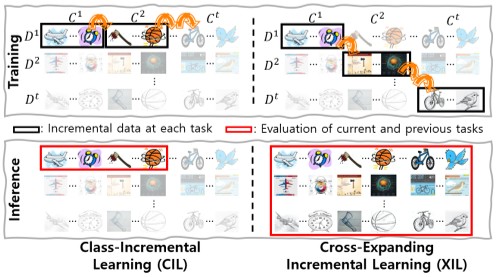 C¹ C² Cᵗ C¹ C² Cᵗ
D¹ ... ... D¹ ... ...
D² ... ... D² ... ...
Dᵗ ... ... Dᵗ ... ...
Training
: Incremental data at each task : Evaluation of current and previous tasks
Inference
Class-Incremental Learning (CIL)
Cross-Expanding Incremental Learning (XIL)